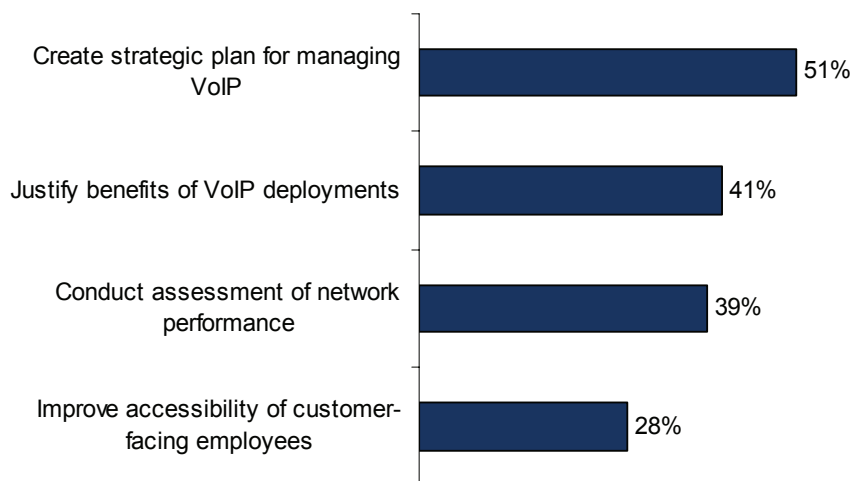 Create strategic plan for managing
VoIP
51%
Justify benefits of VoIP deployments
41%
Conduct assessment of network
performance
39%
Improve accessibility of customer-
facing employees
28%